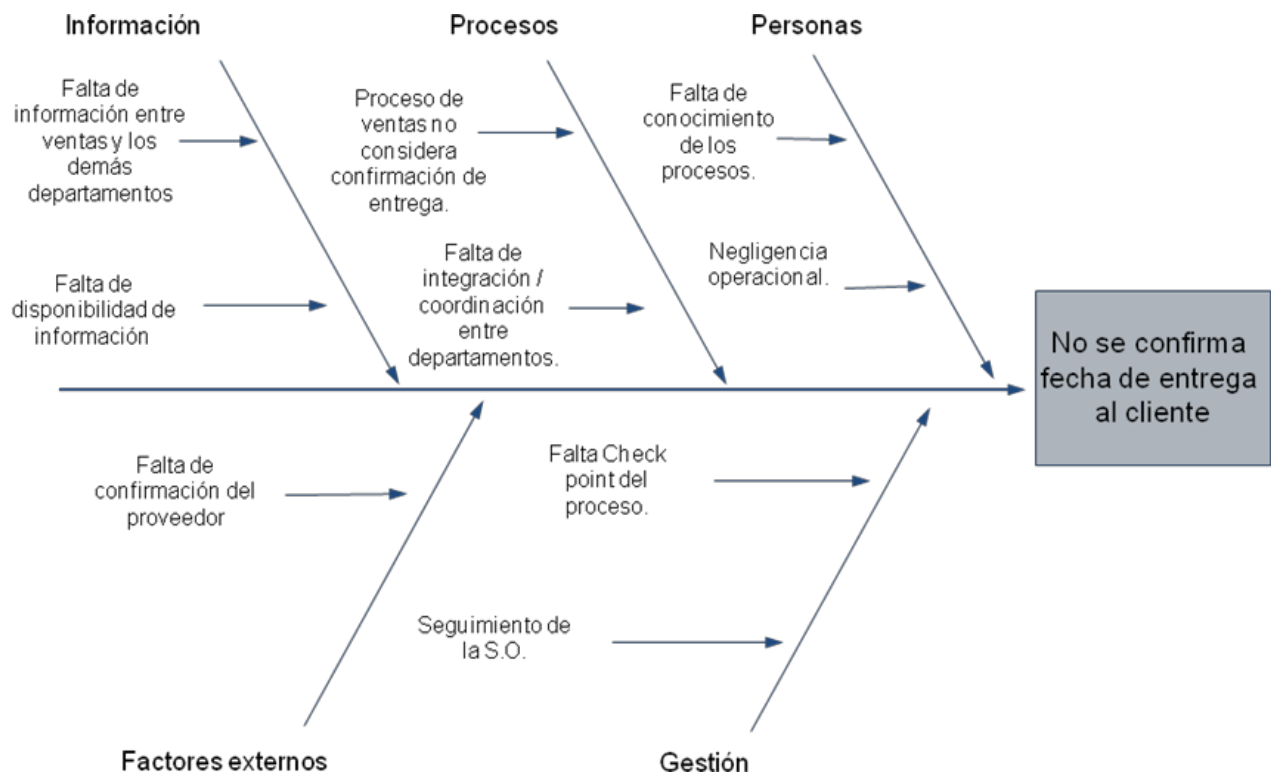 Información
Procesos
Personas
Falta de
información entre
ventas y los
demás
departamentos
Proceso de
ventas no
considera
confirmación de
entrega.
Falta de
conocimiento
de los
procesos.
Falta de
disponibilidad de
información
Falta de
integración /
coordinación
entre
departamentos.
Negligencia
operacional.
No se confirma
fecha de entrega
al cliente
Falta de
confirmación del
proveedor
Falta Check
point del
proceso.
Seguimiento de
la S.O.
Factores externos
Gestión